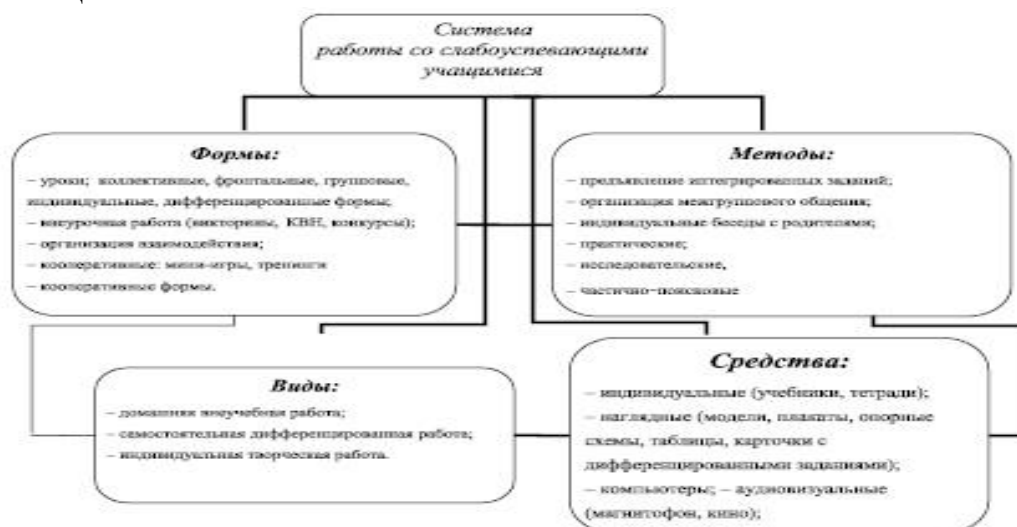 Система
работы со слабоуспевающими
учащимися
Формы:
– уроки; коллективные, фронтальные, групповые,
индивидуальные, дифференцированные формы;
– внеурочная работа (викторины, КВН, конкурсы);
– организация взаимодействия;
– кооперативные: мини-игры, тренинги
– кооперативные формы.
Методы:
– предъявление интегрированных заданий;
– организация межгруппового общения;
– индивидуальные беседы с родителями;
– практические;
– исследовательские,
– частично-поисковые
Виды:
– домашняя внеучебная работа;
– самостоятельная дифференцированная работа;
– индивидуальная творческая работа.
Средства:
– индивидуальные (учебники, тетради);
– наглядные (модели, плакаты, опорные
схемы, таблицы, карточки с
дифференцированными заданиями);
– компьютеры; – аудиовизуальные
(магнитофон, кино);